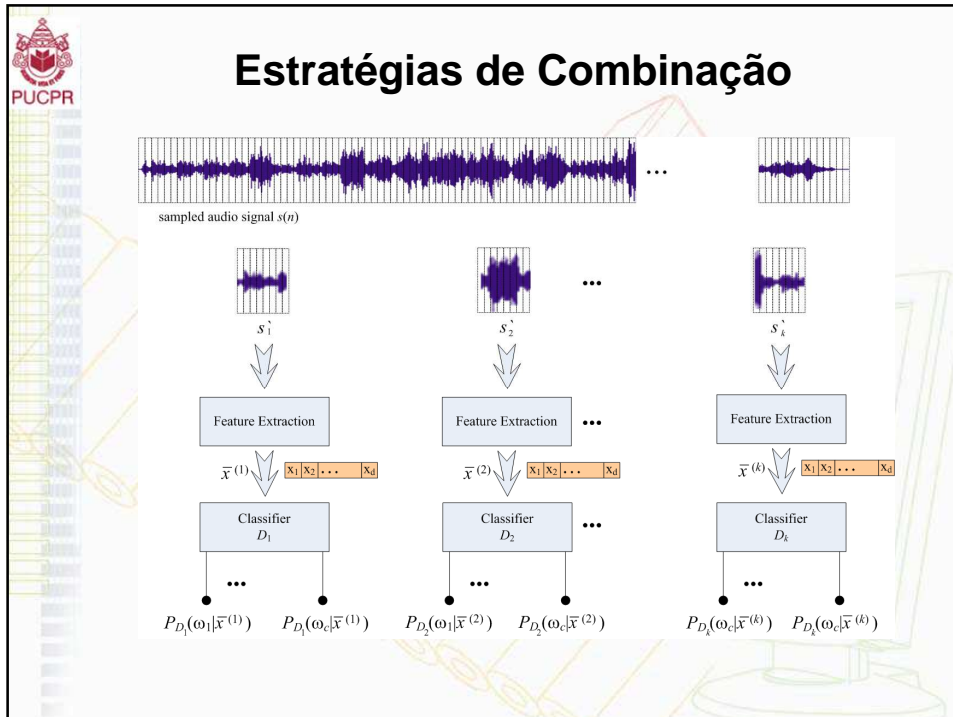 PUCPR
Estratégias de Combinação
...
sampled audio signal s(n)
...
s`1 s`2 s`k
Feature Extraction Feature Extraction ... Feature Extraction
x̅ (1) x1 x2 ... xd x̅ (2) x1 x2 ... xd x̅ (k) x1 x2 ... xd
Classifier Classifier ... Classifier
D1 D2 Dk
... ... ...
PD1(ω1|x̅ (1)) PD1(ωc|x̅ (1)) PD2(ω1|x̅ (2)) PD2(ωc|x̅ (2)) PDk(ωc|x̅ (k)) PDk(ωc|x̅ (k))